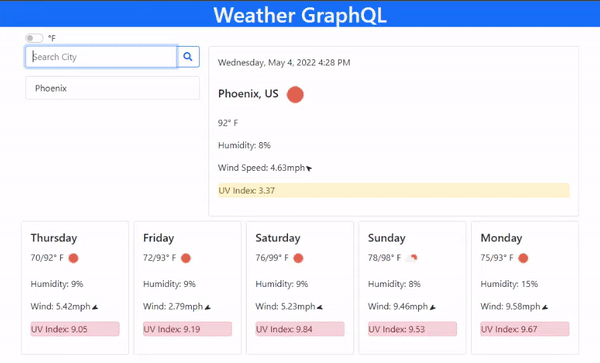 Weather GraphQL
°F
Search City
Phoenix
Wednesday, May 4, 2022 4:28 PM
Phoenix, US
92° F
Humidity: 8%
Wind Speed: 4.63mph
UV Index: 3.37
Thursday
70/92° F
Humidity: 9%
Wind: 5.42mph
UV Index: 9.05
Friday
72/93° F
Humidity: 9%
Wind: 2.79mph
UV Index: 9.19
Saturday
76/99° F
Humidity: 9%
Wind: 5.23mph
UV Index: 9.84
Sunday
78/98° F
Humidity: 8%
Wind: 9.46mph
UV Index: 9.53
Monday
75/93° F
Humidity: 15%
Wind: 9.58mph
UV Index: 9.67